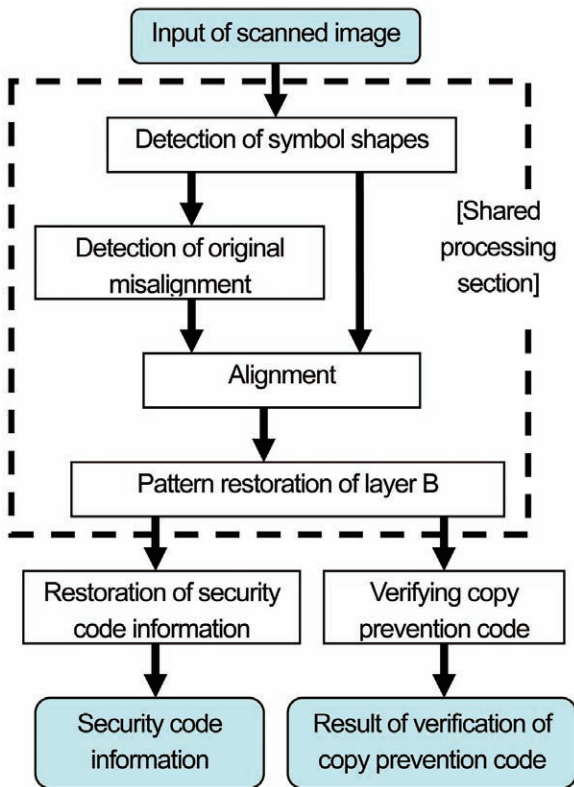 Input of scanned image
Detection of symbol shapes
[Shared
processing
section]
Detection of original
misalignment
Alignment
Pattern restoration of layer B
Restoration of security
code information
Verifying copy
prevention code
Security code
information
Result of verification of
copy prevention code